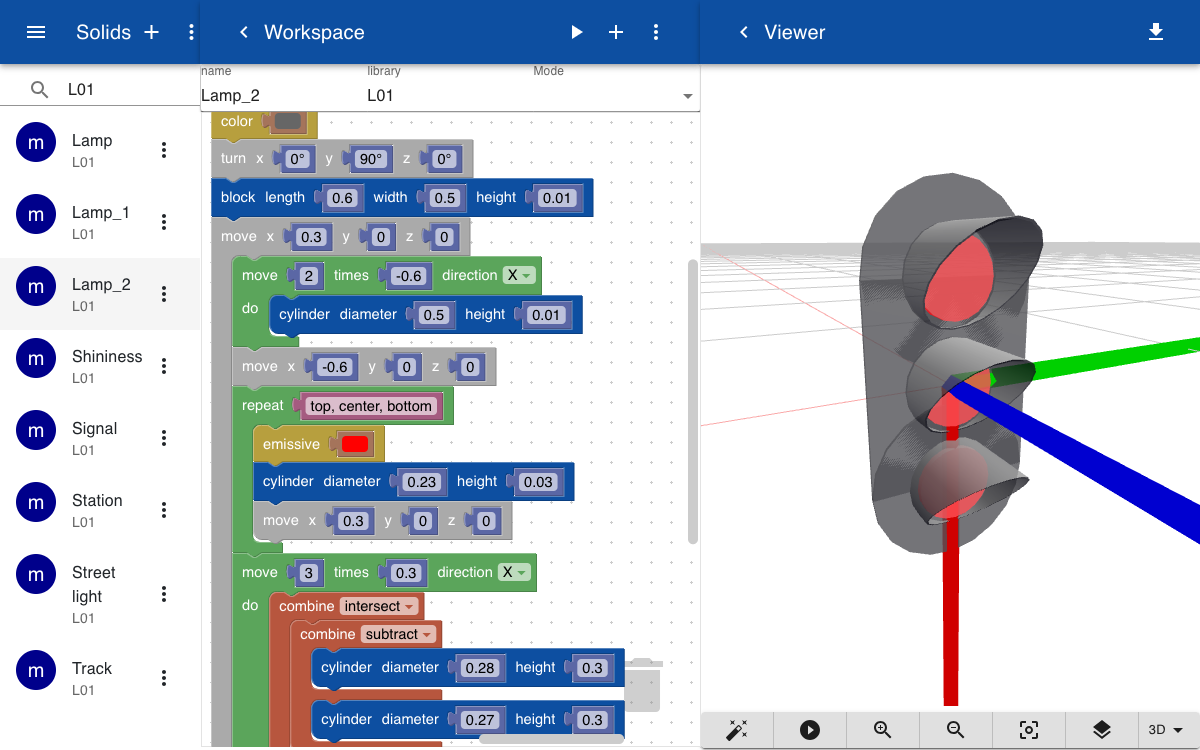 Solids
Workspace
Viewer
L01
m Lamp
L01
m Lamp_1
L01
m Lamp_2
L01
m Shininess
L01
m Signal
L01
m Station
L01
m Street
light
L01
m Track
L01
name library Mode
Lamp_2 L01
color
turn x 0° y 90° z 0°
block length 0.6 width 0.5 height 0.01
move x 0.3 y 0 z 0
move 2 times -0.6 direction X
do cylinder diameter 0.5 height 0.01
move x -0.6 y 0 z 0
repeat top, center, bottom
emissive
cylinder diameter 0.23 height 0.03
move x 0.3 y 0 z 0
move 3 times 0.3 direction X
do combine intersect
combine subtract
cylinder diameter 0.28 height 0.3
cylinder diameter 0.27 height 0.3
3D